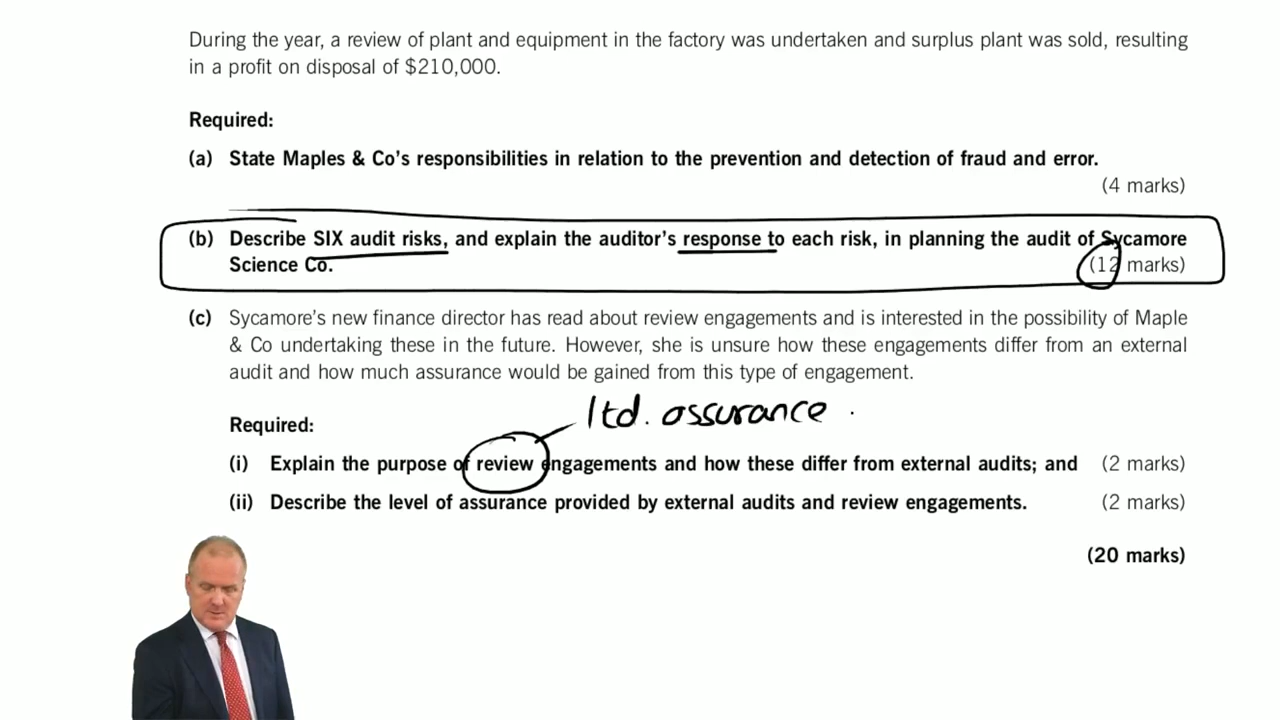 During the year, a review of plant and equipment in the factory was undertaken and surplus plant was sold, resulting
in a profit on disposal of $210,000.
Required:
(a) State Maples & Co's responsibilities in relation to the prevention and detection of fraud and error.
(4 marks)
(b) Describe SIX audit risks, and explain the auditor's response to each risk, in planning the audit of Sycamore
Science Co. (12 marks)
(c) Sycamore's new finance director has read about review engagements and is interested in the possibility of Maple
& Co undertaking these in the future. However, she is unsure how these engagements differ from an external
audit and how much assurance would be gained from this type of engagement.
ltd. assurance
Required:
(i) Explain the purpose of review engagements and how these differ from external audits; and (2 marks)
(ii) Describe the level of assurance provided by external audits and review engagements. (2 marks)
(20 marks)